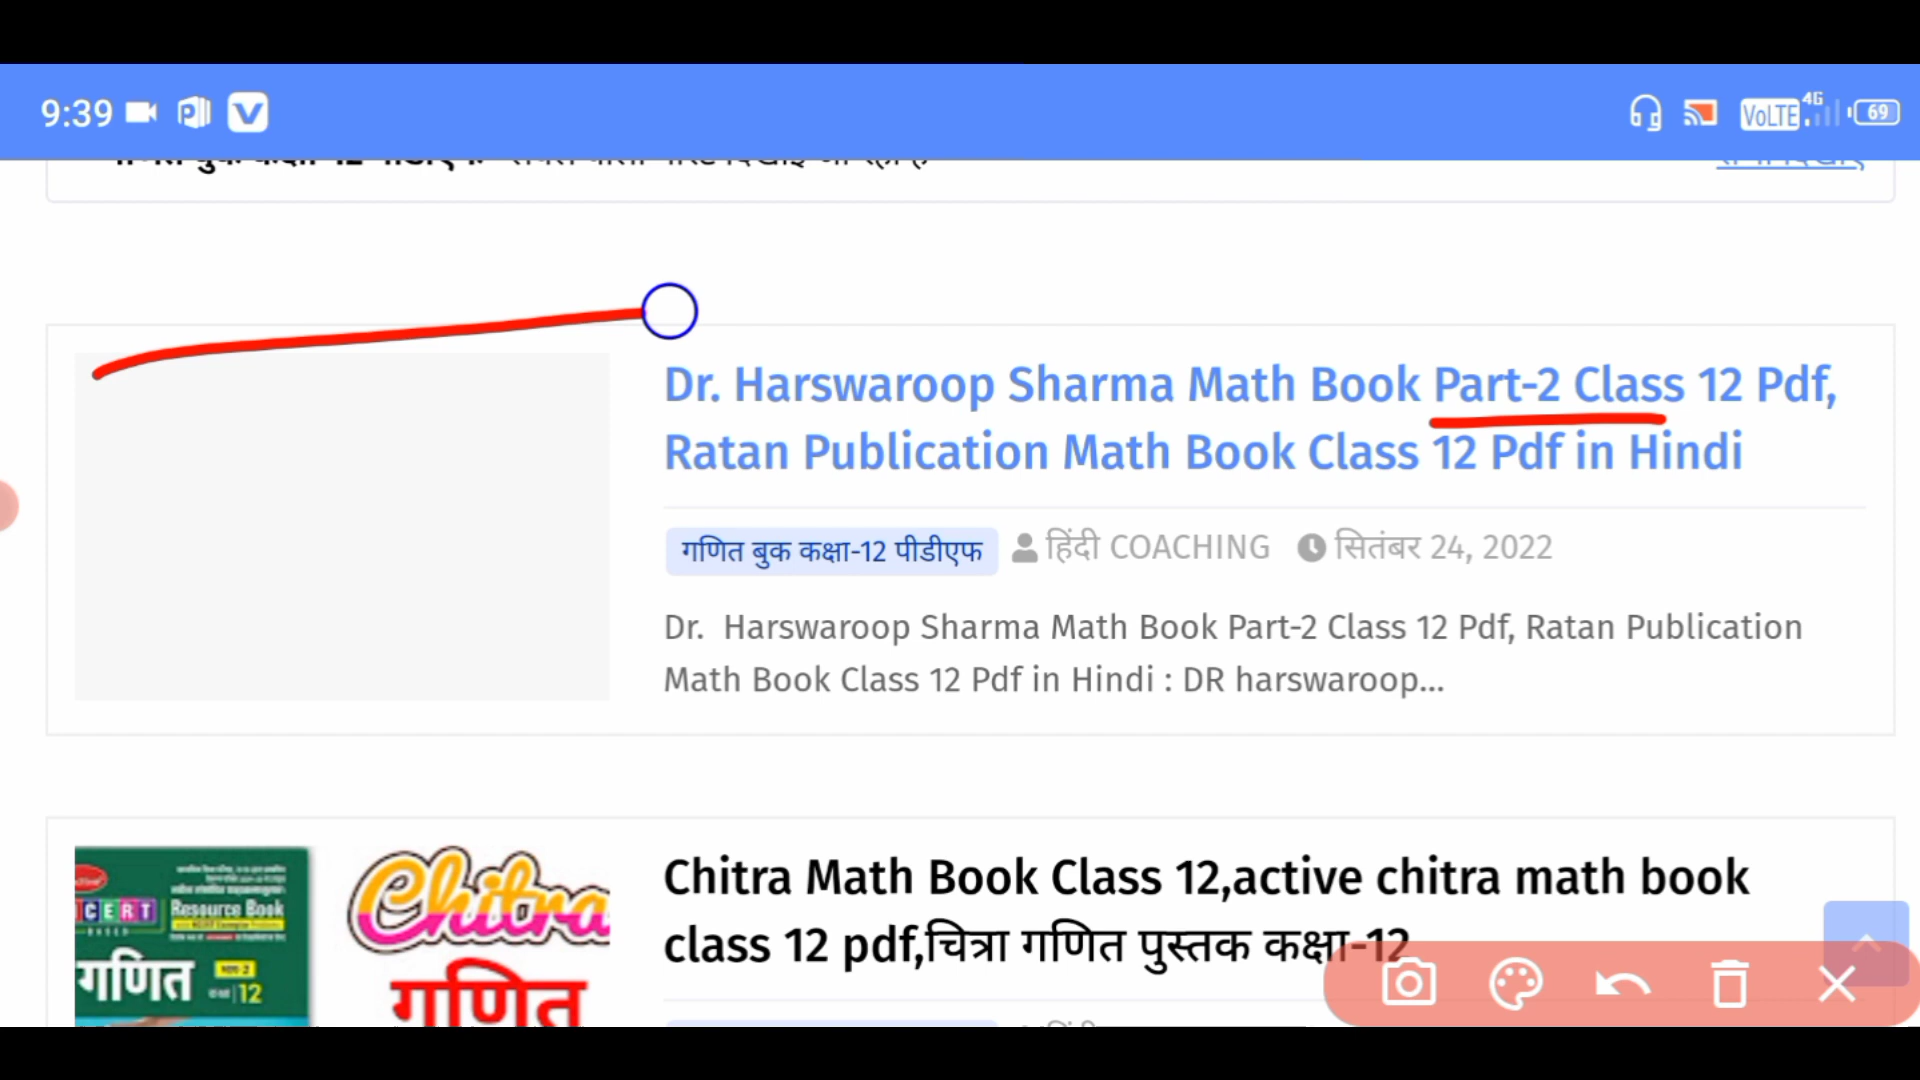 9:39
VoLTE 4G 69
Dr. Harswaroop Sharma Math Book Part-2 Class 12 Pdf,
Ratan Publication Math Book Class 12 Pdf in Hindi
गणित बुक कक्षा-12 पीडीएफ हिंदी COACHING सितंबर 24, 2022
Dr. Harswaroop Sharma Math Book Part-2 Class 12 Pdf, Ratan Publication
Math Book Class 12 Pdf in Hindi : DR harswaroop...
Chitra Math Book Class 12,active chitra math book
class 12 pdf,चित्रा गणित पुस्तक कक्षा-12
CERT
BASED
Resource Book
गणित
12
Chitra
गणित